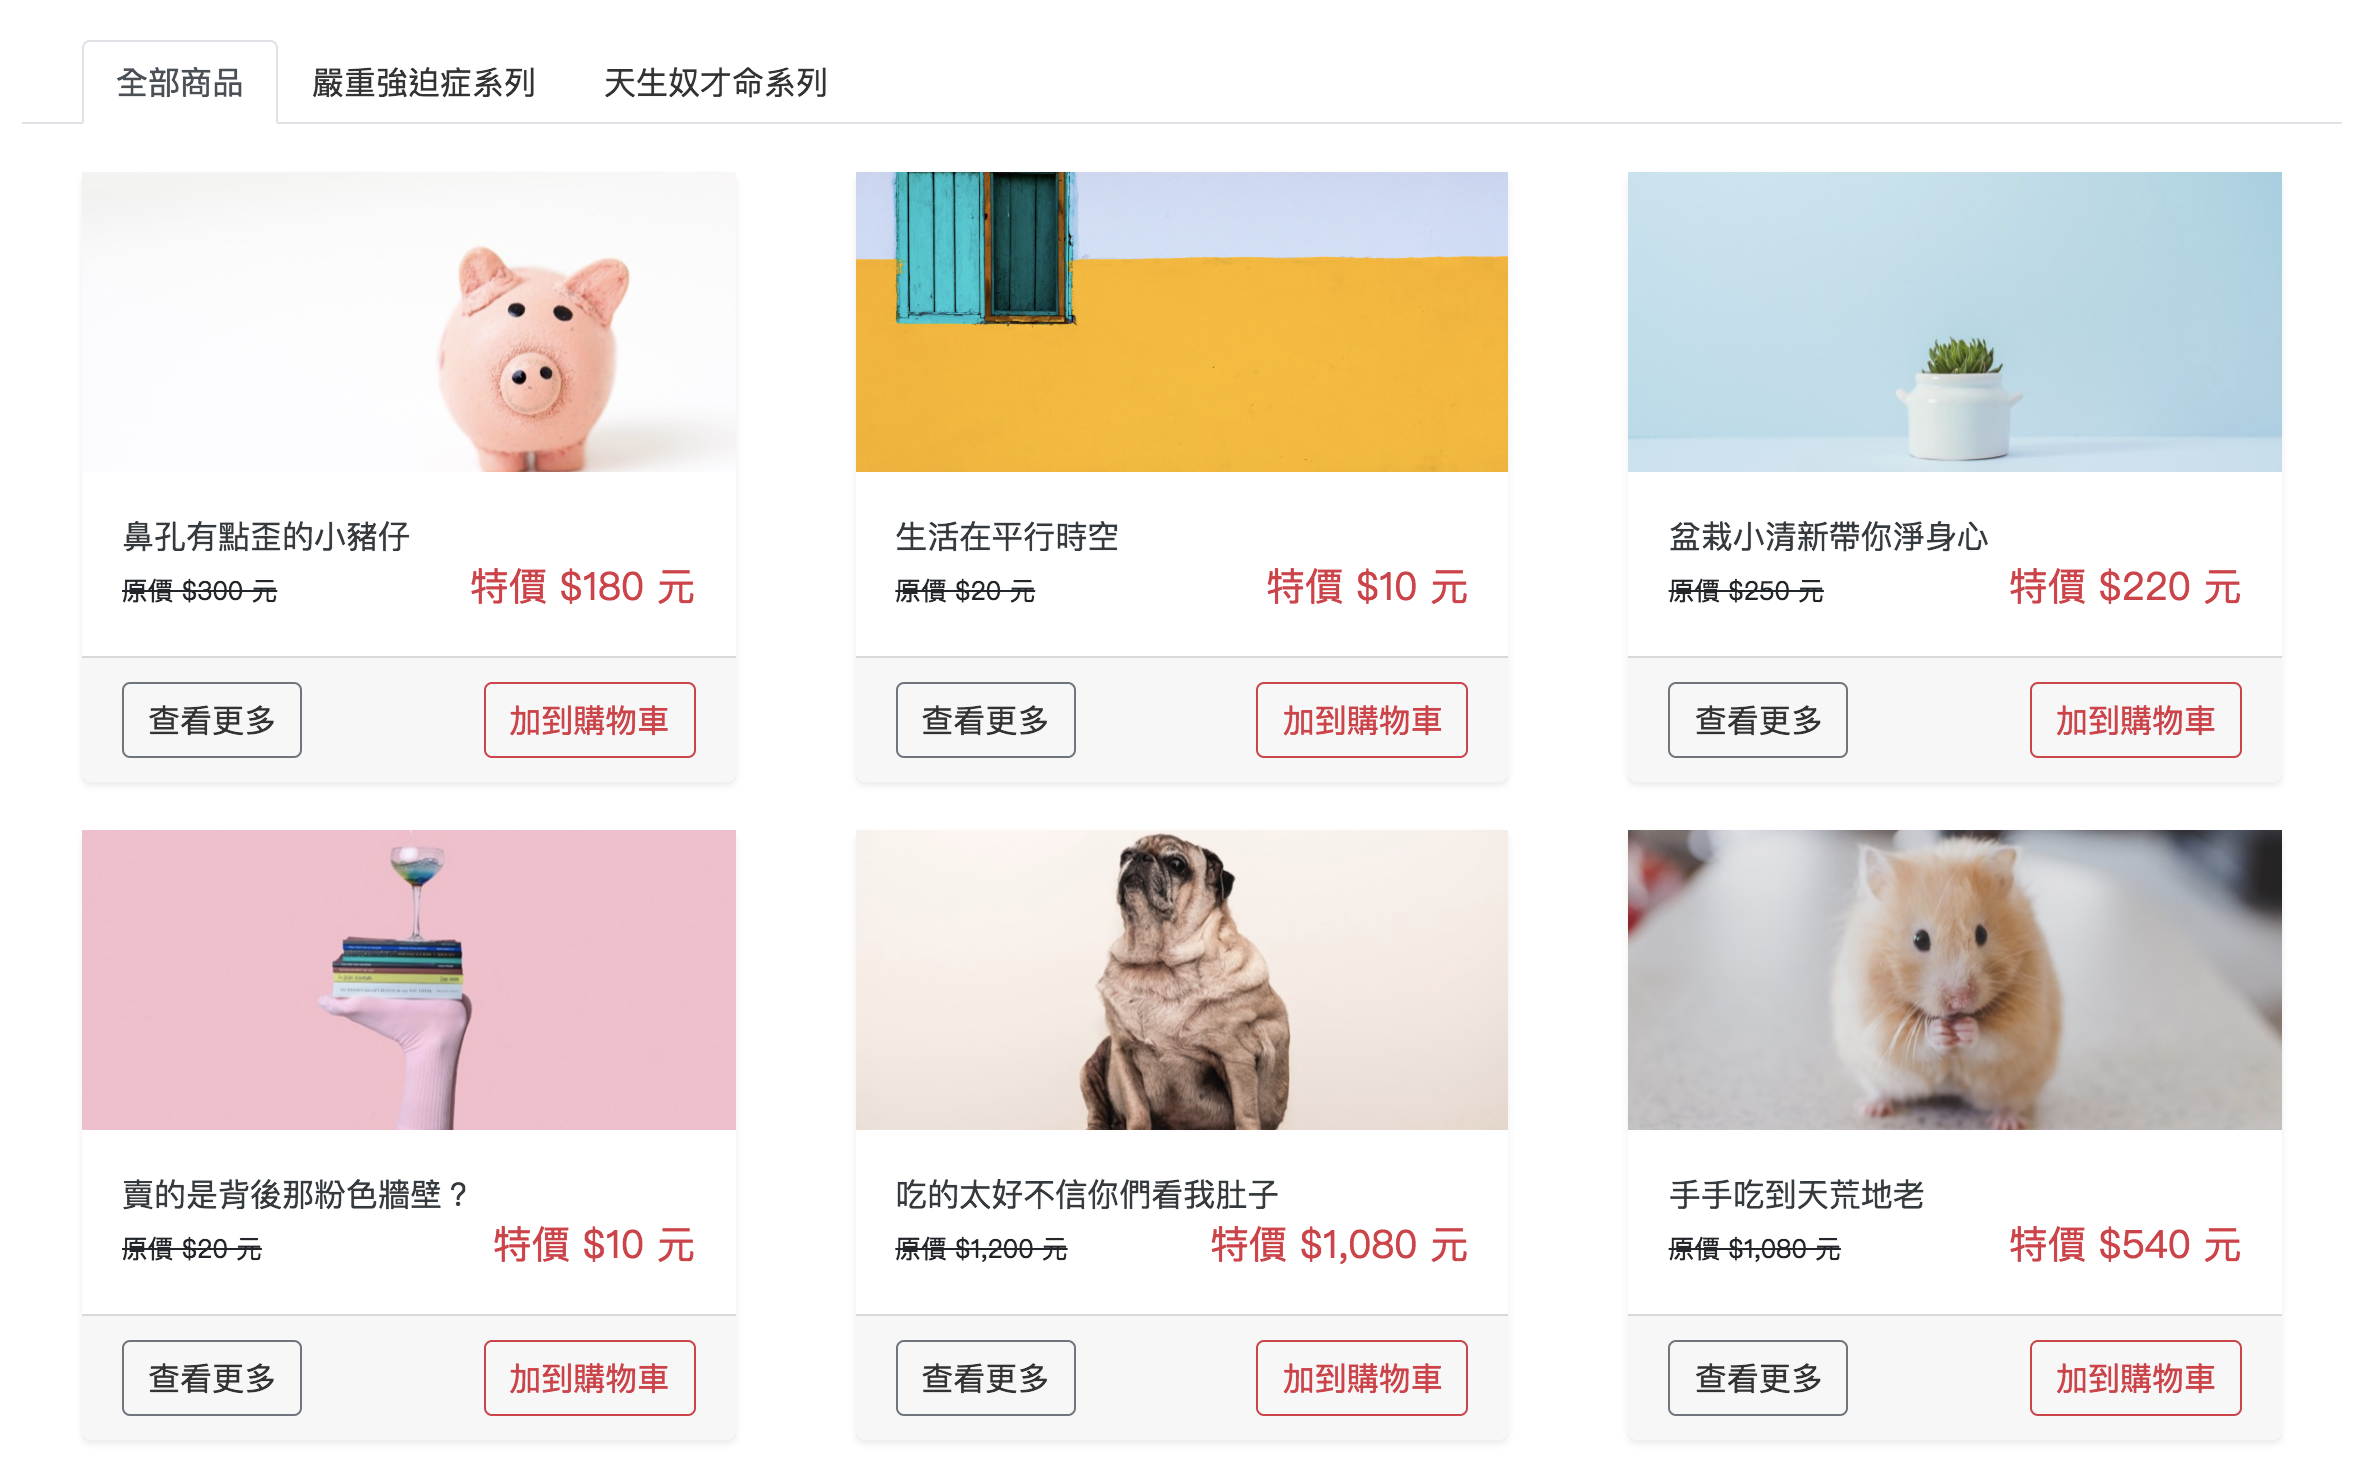 全部商品 嚴重強迫症系列 天生奴才命系列
鼻孔有點歪的小豬仔
原價 $300 元 特價 $180 元
查看更多 加到購物車
生活在平行時空
原價 $20 元 特價 $10 元
查看更多 加到購物車
盆栽小清新帶你淨身心
原價 $250 元 特價 $220 元
查看更多 加到購物車
賣的是背後那粉色牆壁？
原價 $20 元 特價 $10 元
查看更多 加到購物車
吃的太好不信你們看我肚子
原價 $1,200 元 特價 $1,080 元
查看更多 加到購物車
手手吃到天荒地老
原價 $1,080 元 特價 $540 元
查看更多 加到購物車